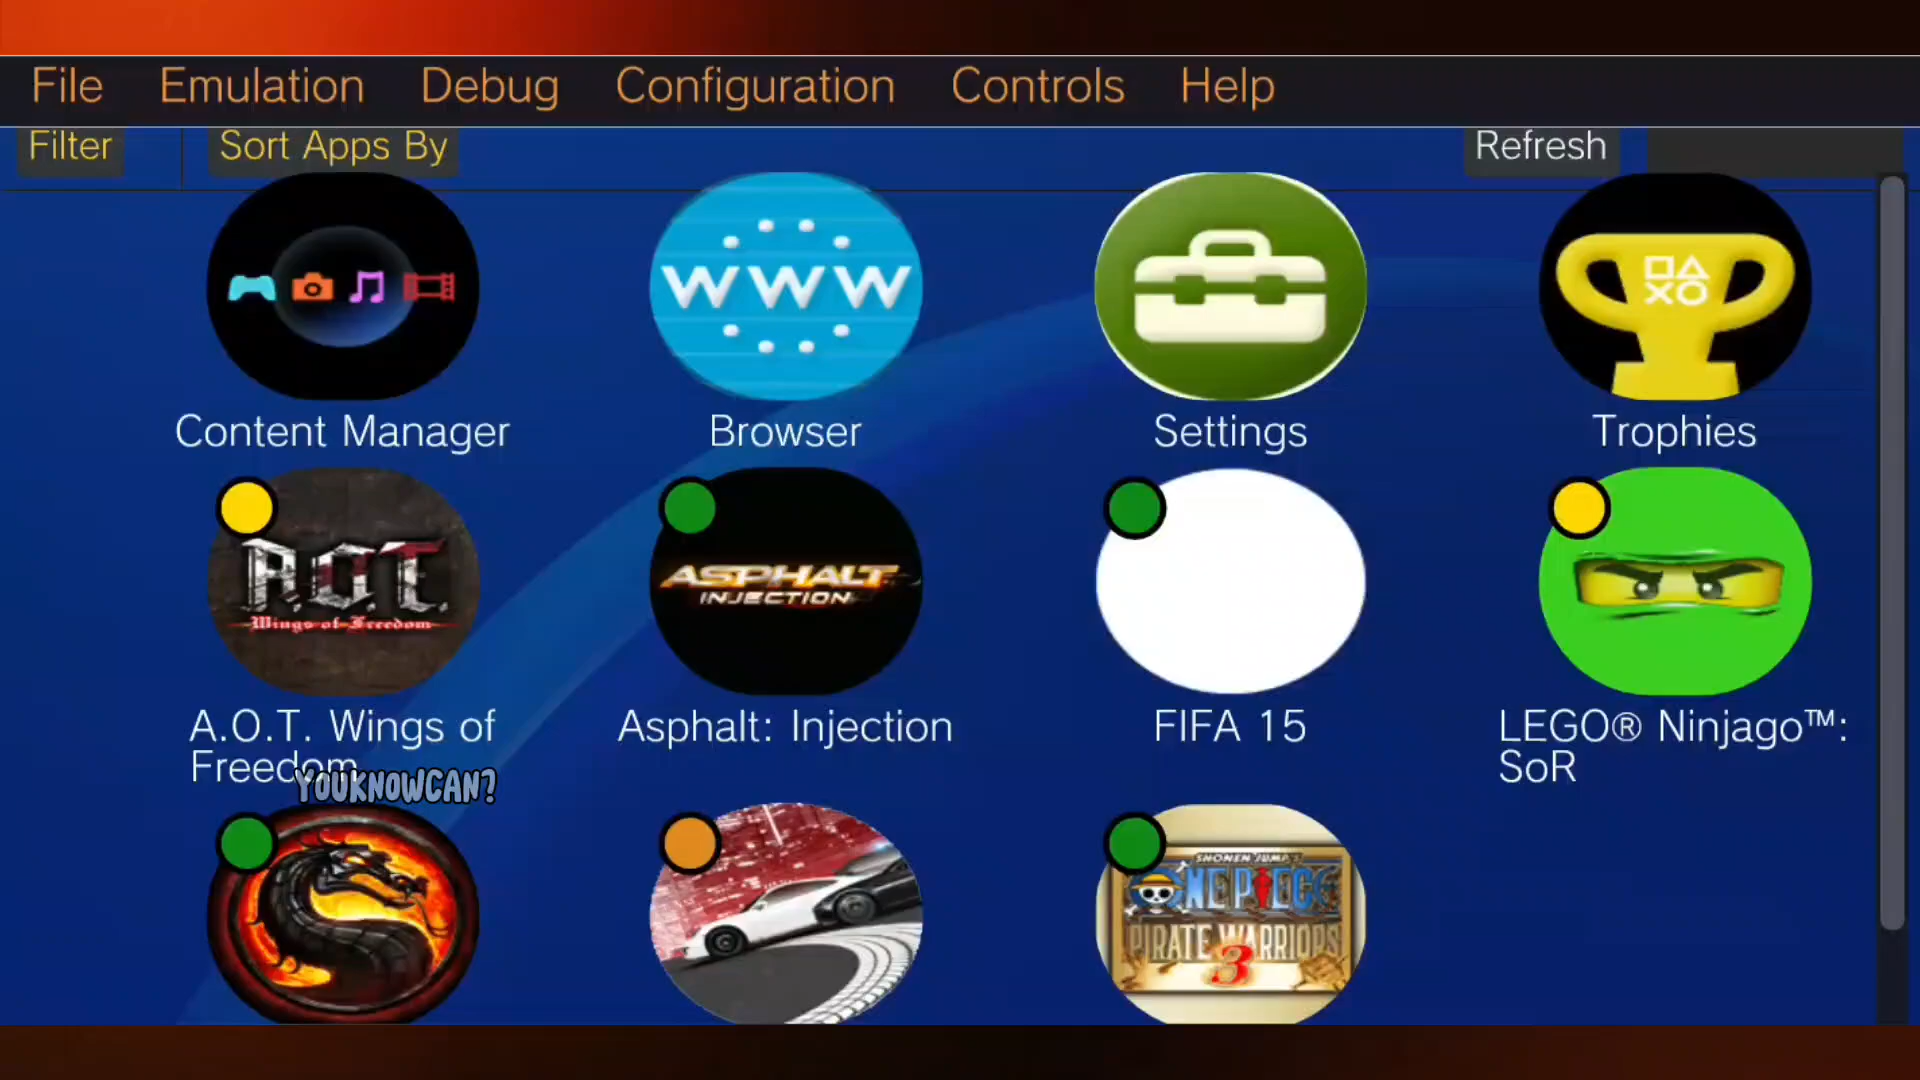 File Emulation Debug Configuration Controls Help
Filter Sort Apps By Refresh
WWW
Content Manager Browser Settings Trophies
A.O.T.
Wings of Freedom
ASPHALT
INJECTION
A.O.T. Wings of
Freedom
Asphalt: Injection
FIFA 15
LEGO® Ninjago™:
SoR
YOUKNOWCAN?
SHONEN JUMP'S
ONE PIECE
PIRATE WARRIORS
3